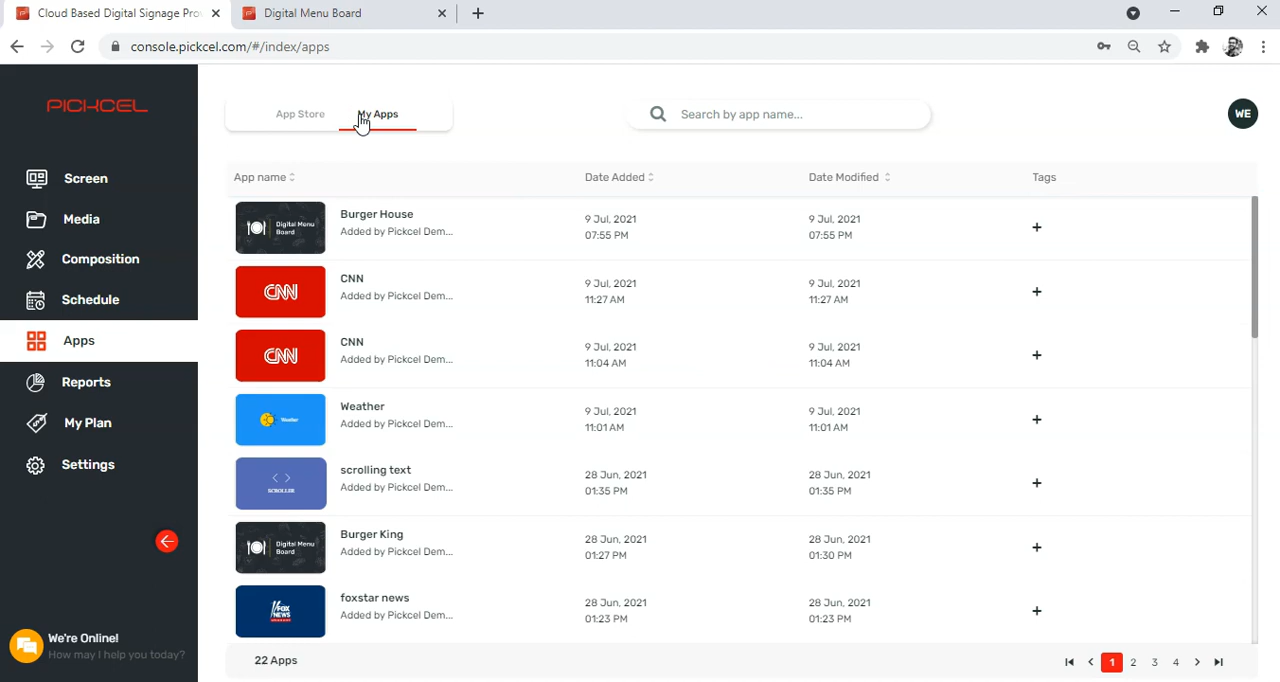 Cloud Based Digital Signage Pro
Digital Menu Board
console.pickcel.com/#/index/apps
PICKCEL
Screen
Media
Composition
Schedule
Apps
Reports
My Plan
Settings
We're Online!
How may I help you today?
App Store
My Apps
Search by app name...
WE
App name
Date Added
Date Modified
Tags
Digital Menu
Board
Burger House
Added by Pickcel Dem...
9 Jul, 2021
07:55 PM
9 Jul, 2021
07:55 PM
+
CNN
CNN
Added by Pickcel Dem...
9 Jul, 2021
11:27 AM
9 Jul, 2021
11:27 AM
+
CNN
CNN
Added by Pickcel Dem...
9 Jul, 2021
11:04 AM
9 Jul, 2021
11:04 AM
+
Weather
Weather
Added by Pickcel Dem...
9 Jul, 2021
11:01 AM
9 Jul, 2021
11:01 AM
+
SCROLLER
scrolling text
Added by Pickcel Dem...
28 Jun, 2021
01:35 PM
28 Jun, 2021
01:35 PM
+
Digital Menu
Board
Burger King
Added by Pickcel Dem...
28 Jun, 2021
01:27 PM
28 Jun, 2021
01:30 PM
+
FOX
NEWS
foxstar news
Added by Pickcel Dem...
28 Jun, 2021
01:23 PM
28 Jun, 2021
01:23 PM
+
22 Apps
1 2 3 4